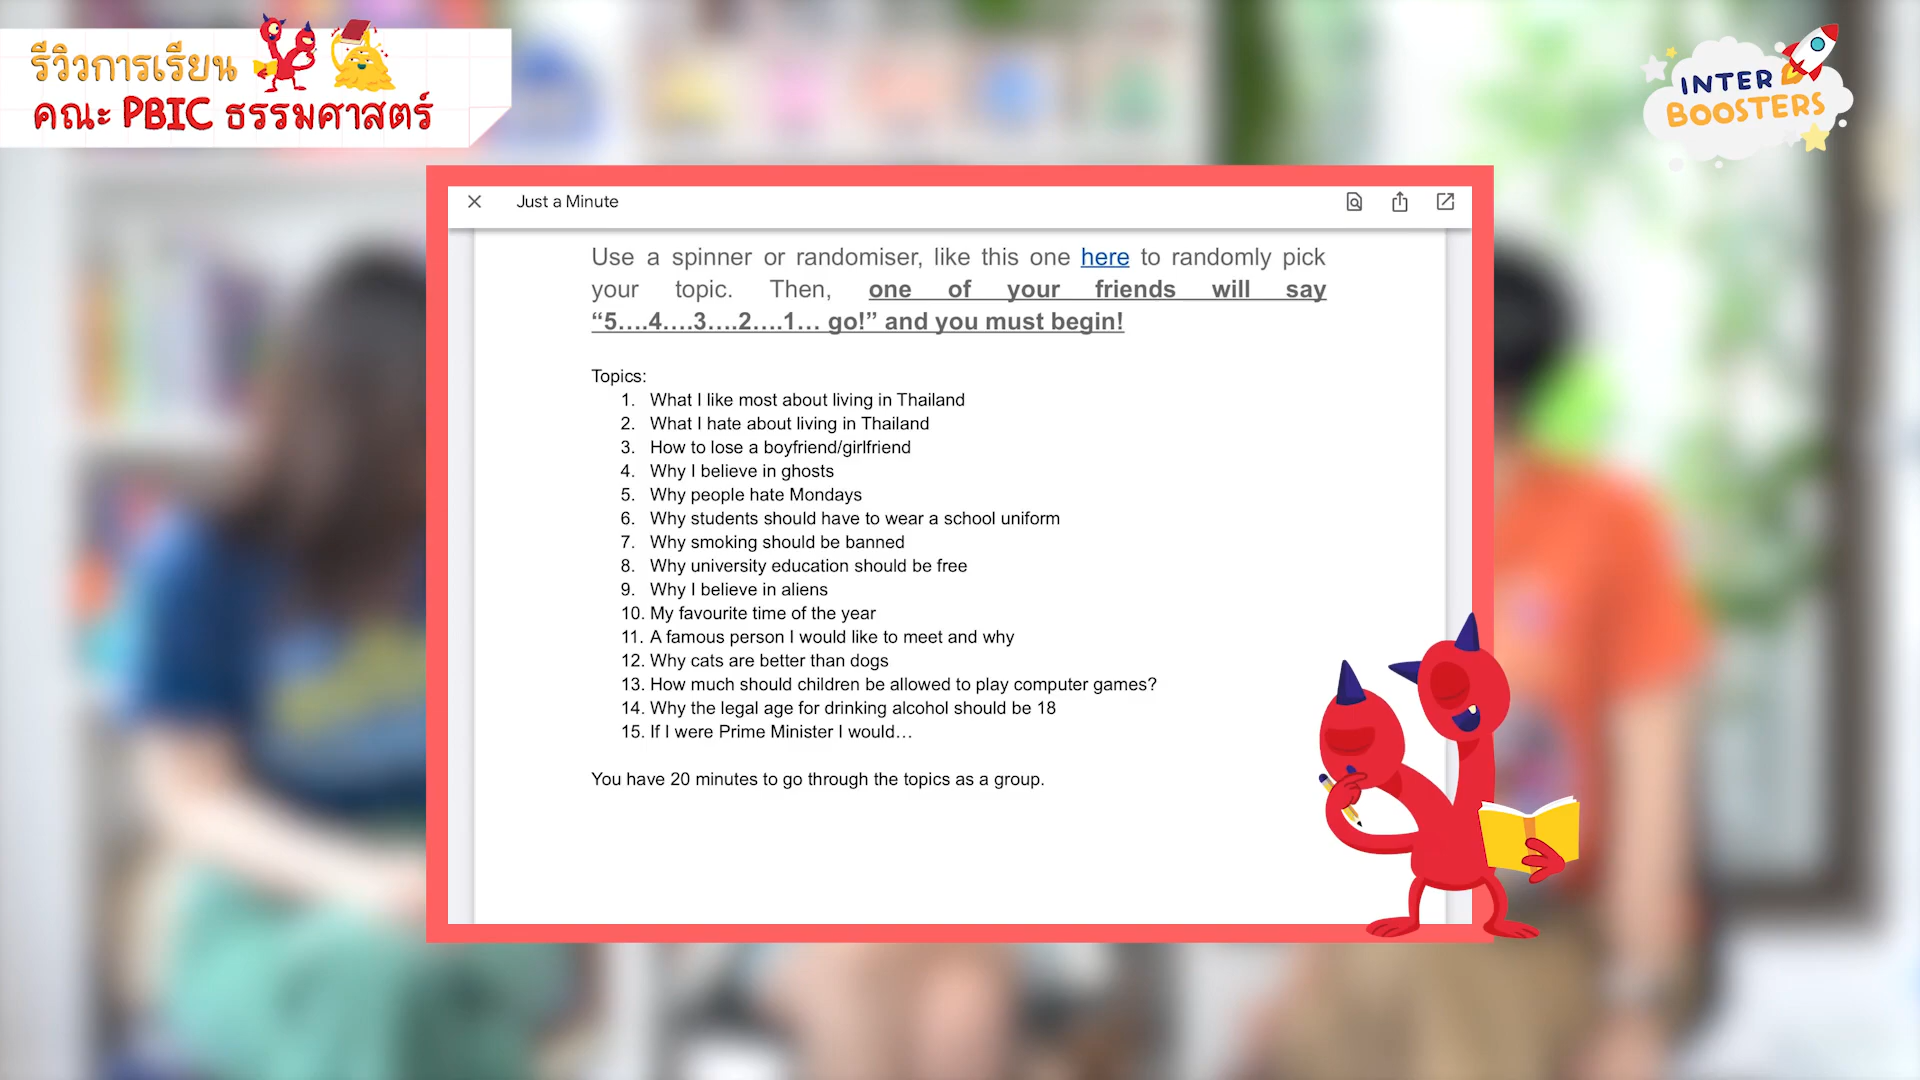 รีวิวการเรียน
คณะ PBIC ธรรมศาสตร์
INTER
BOOSTERS
Just a Minute
Use a spinner or randomiser, like this one here to randomly pick
your topic. Then, one of your friends will say
“5....4....3....2....1... go!” and you must begin!
Topics:
1. What I like most about living in Thailand
2. What I hate about living in Thailand
3. How to lose a boyfriend/girlfriend
4. Why I believe in ghosts
5. Why people hate Mondays
6. Why students should have to wear a school uniform
7. Why smoking should be banned
8. Why university education should be free
9. Why I believe in aliens
10. My favourite time of the year
11. A famous person I would like to meet and why
12. Why cats are better than dogs
13. How much should children be allowed to play computer games?
14. Why the legal age for drinking alcohol should be 18
15. If I were Prime Minister I would…
You have 20 minutes to go through the topics as a group.